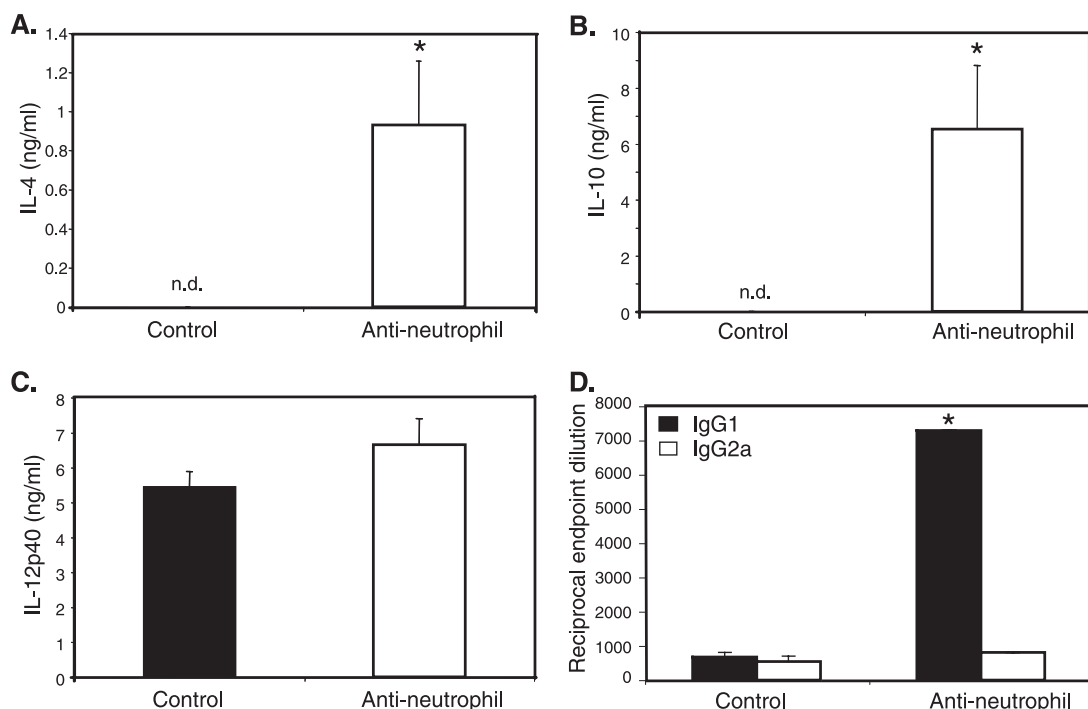 A.
IL-4 (ng/ml)
1.4
1.2
1
0.8
0.6
0.4
0.2
0
n.d.
*
Control
Anti-neutrophil
B.
IL-10 (ng/ml)
10
8
6
4
2
0
n.d.
*
Control
Anti-neutrophil
C.
IL-12p40 (ng/ml)
8
7
6
5
4
3
2
1
0
Control
Anti-neutrophil
D.
Reciprocal endpoint dilution
8000
7000
6000
5000
4000
3000
2000
1000
0
IgG1
IgG2a
*
Control
Anti-neutrophil